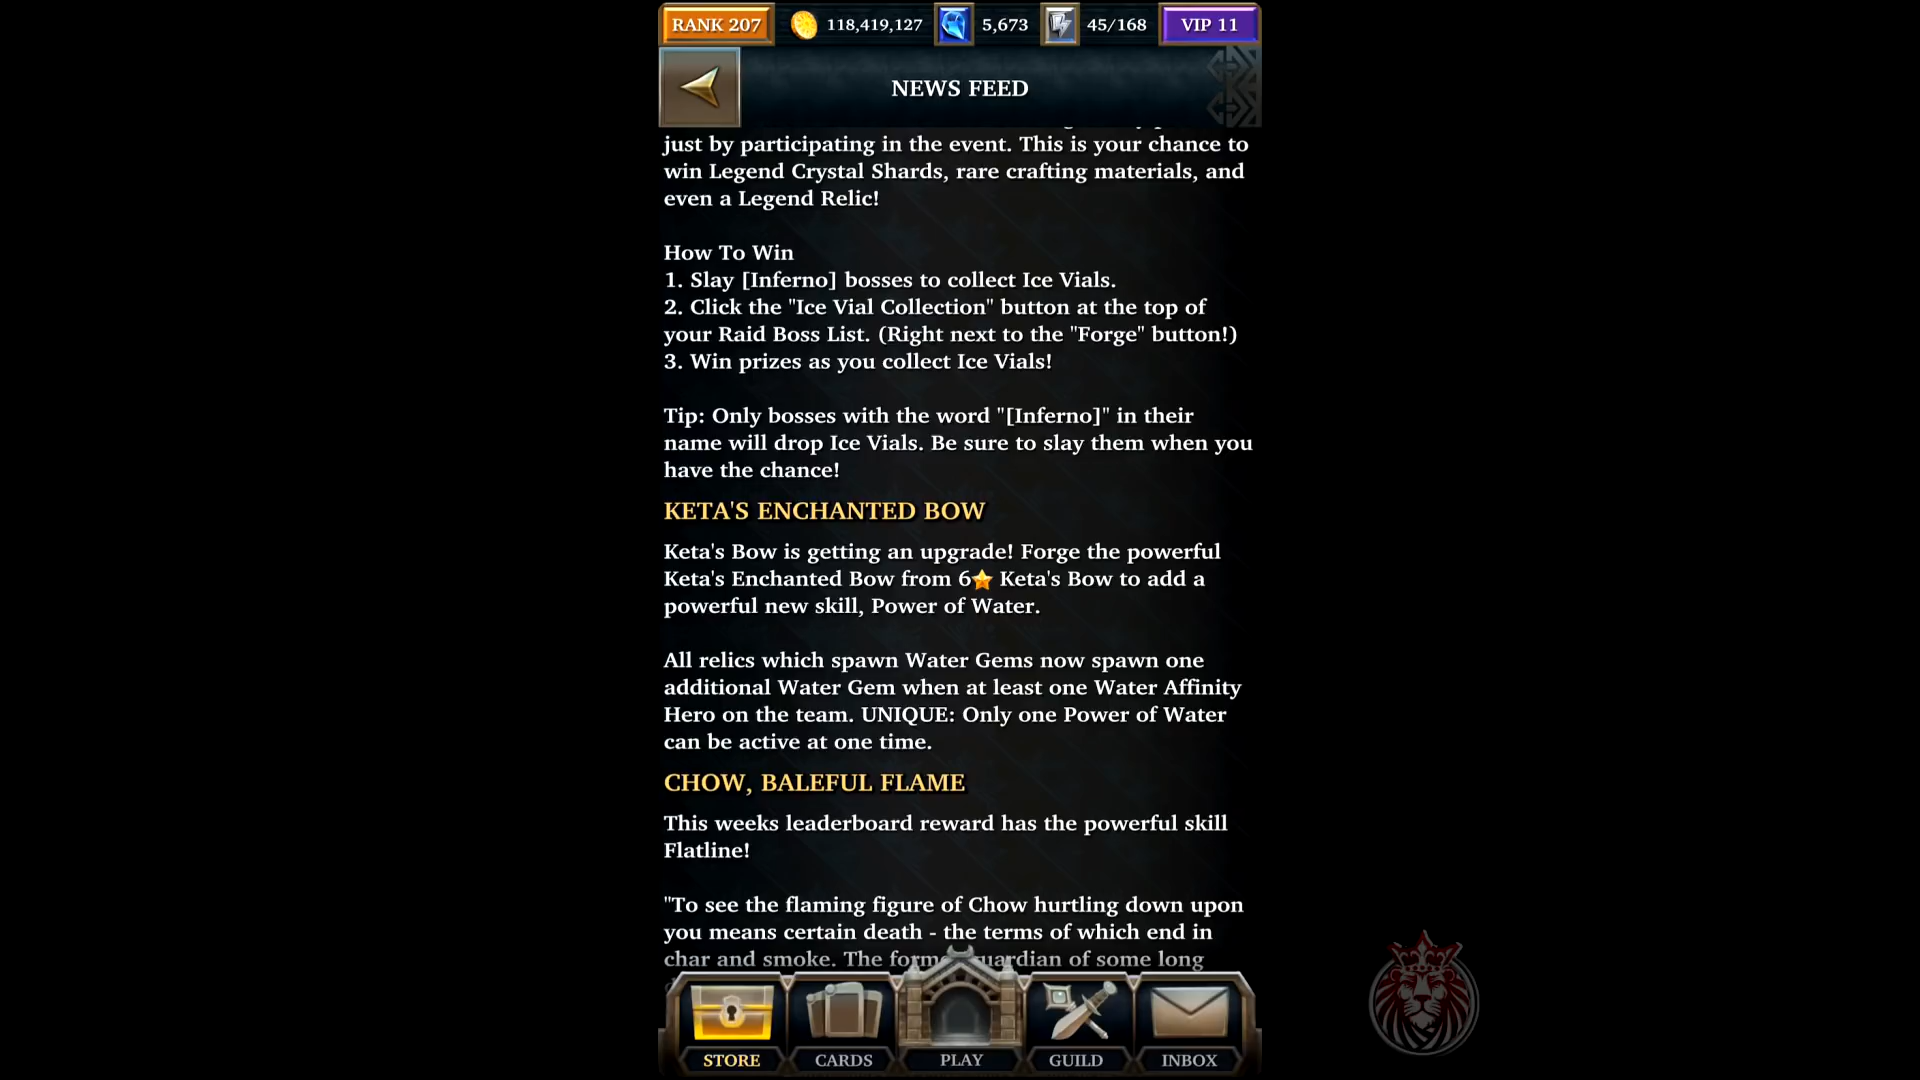 RANK 207
118,419,127
5,673
45/168
VIP 11
NEWS FEED
just by participating in the event. This is your chance to
win Legend Crystal Shards, rare crafting materials, and
even a Legend Relic!
How To Win
1. Slay [Inferno] bosses to collect Ice Vials.
2. Click the "Ice Vial Collection" button at the top of
your Raid Boss List. (Right next to the "Forge" button!)
3. Win prizes as you collect Ice Vials!
Tip: Only bosses with the word "[Inferno]" in their
name will drop Ice Vials. Be sure to slay them when you
have the chance!
KETA'S ENCHANTED BOW
Keta's Bow is getting an upgrade! Forge the powerful
Keta's Enchanted Bow from 6⭐ Keta's Bow to add a
powerful new skill, Power of Water.
All relics which spawn Water Gems now spawn one
additional Water Gem when at least one Water Affinity
Hero on the team. UNIQUE: Only one Power of Water
can be active at one time.
CHOW, BALEFUL FLAME
This weeks leaderboard reward has the powerful skill
Flatline!
"To see the flaming figure of Chow hurtling down upon
you means certain death - the terms of which end in
char and smoke. The of some long
STORE
CARDS
PLAY
GUILD
INBOX